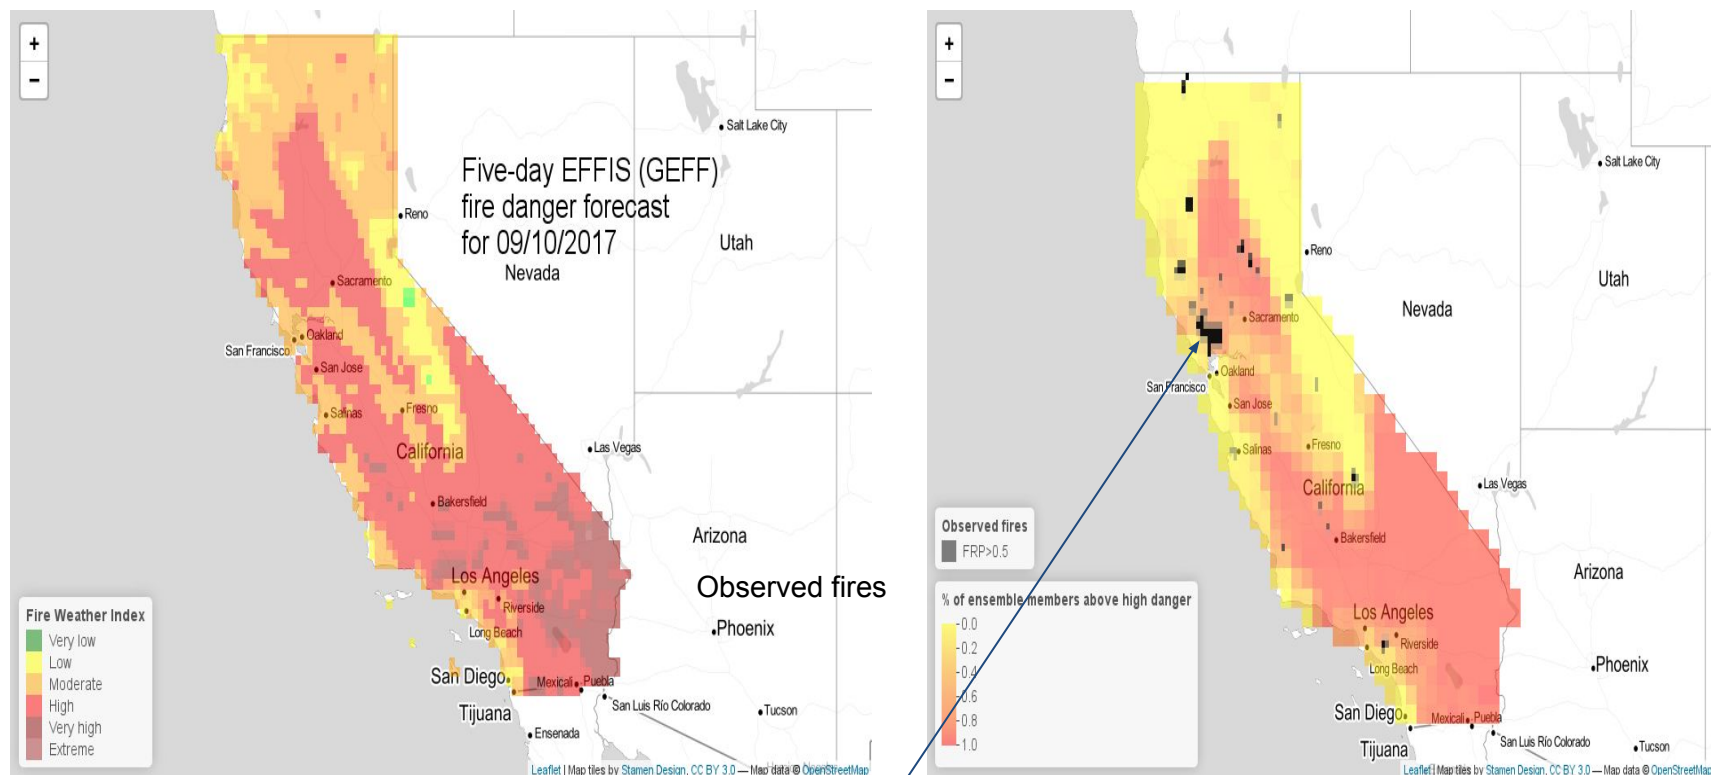 +
−
Salt Lake City
Five-day EFFIS (GEFF)
fire danger forecast
for 09/10/2017
Reno
Utah
Nevada
Sacramento
Oakland
San Francisco
San Jose
Salinas
Fresno
California
Las Vegas
Bakersfield
Arizona
Los Angeles
Riverside
Long Beach
Phoenix
San Diego
Mexicali
Puebla
San Luis Río Colorado
Tijuana
Tucson
Ensenada
Fire Weather Index
Very low
Low
Moderate
High
Very high
Extreme
Leaflet | Map tiles by Stamen Design, CC BY 3.0 — Map data © OpenStreetMap
Observed fires
+
−
Salt Lake City
Reno
Utah
Nevada
Sacramento
Oakland
San Francisco
San Jose
Salinas
Fresno
California
Las Vegas
Bakersfield
Arizona
Los Angeles
Riverside
Long Beach
Phoenix
San Diego
Mexicali
Puebla
San Luis Río Colorado
Tijuana
Tucson
Observed fires
FRP>0.5
% of ensemble members above high danger
0.0
0.2
0.4
0.6
0.8
1.0
Leaflet | Map tiles by Stamen Design, CC BY 3.0 — Map data © OpenStreetMap